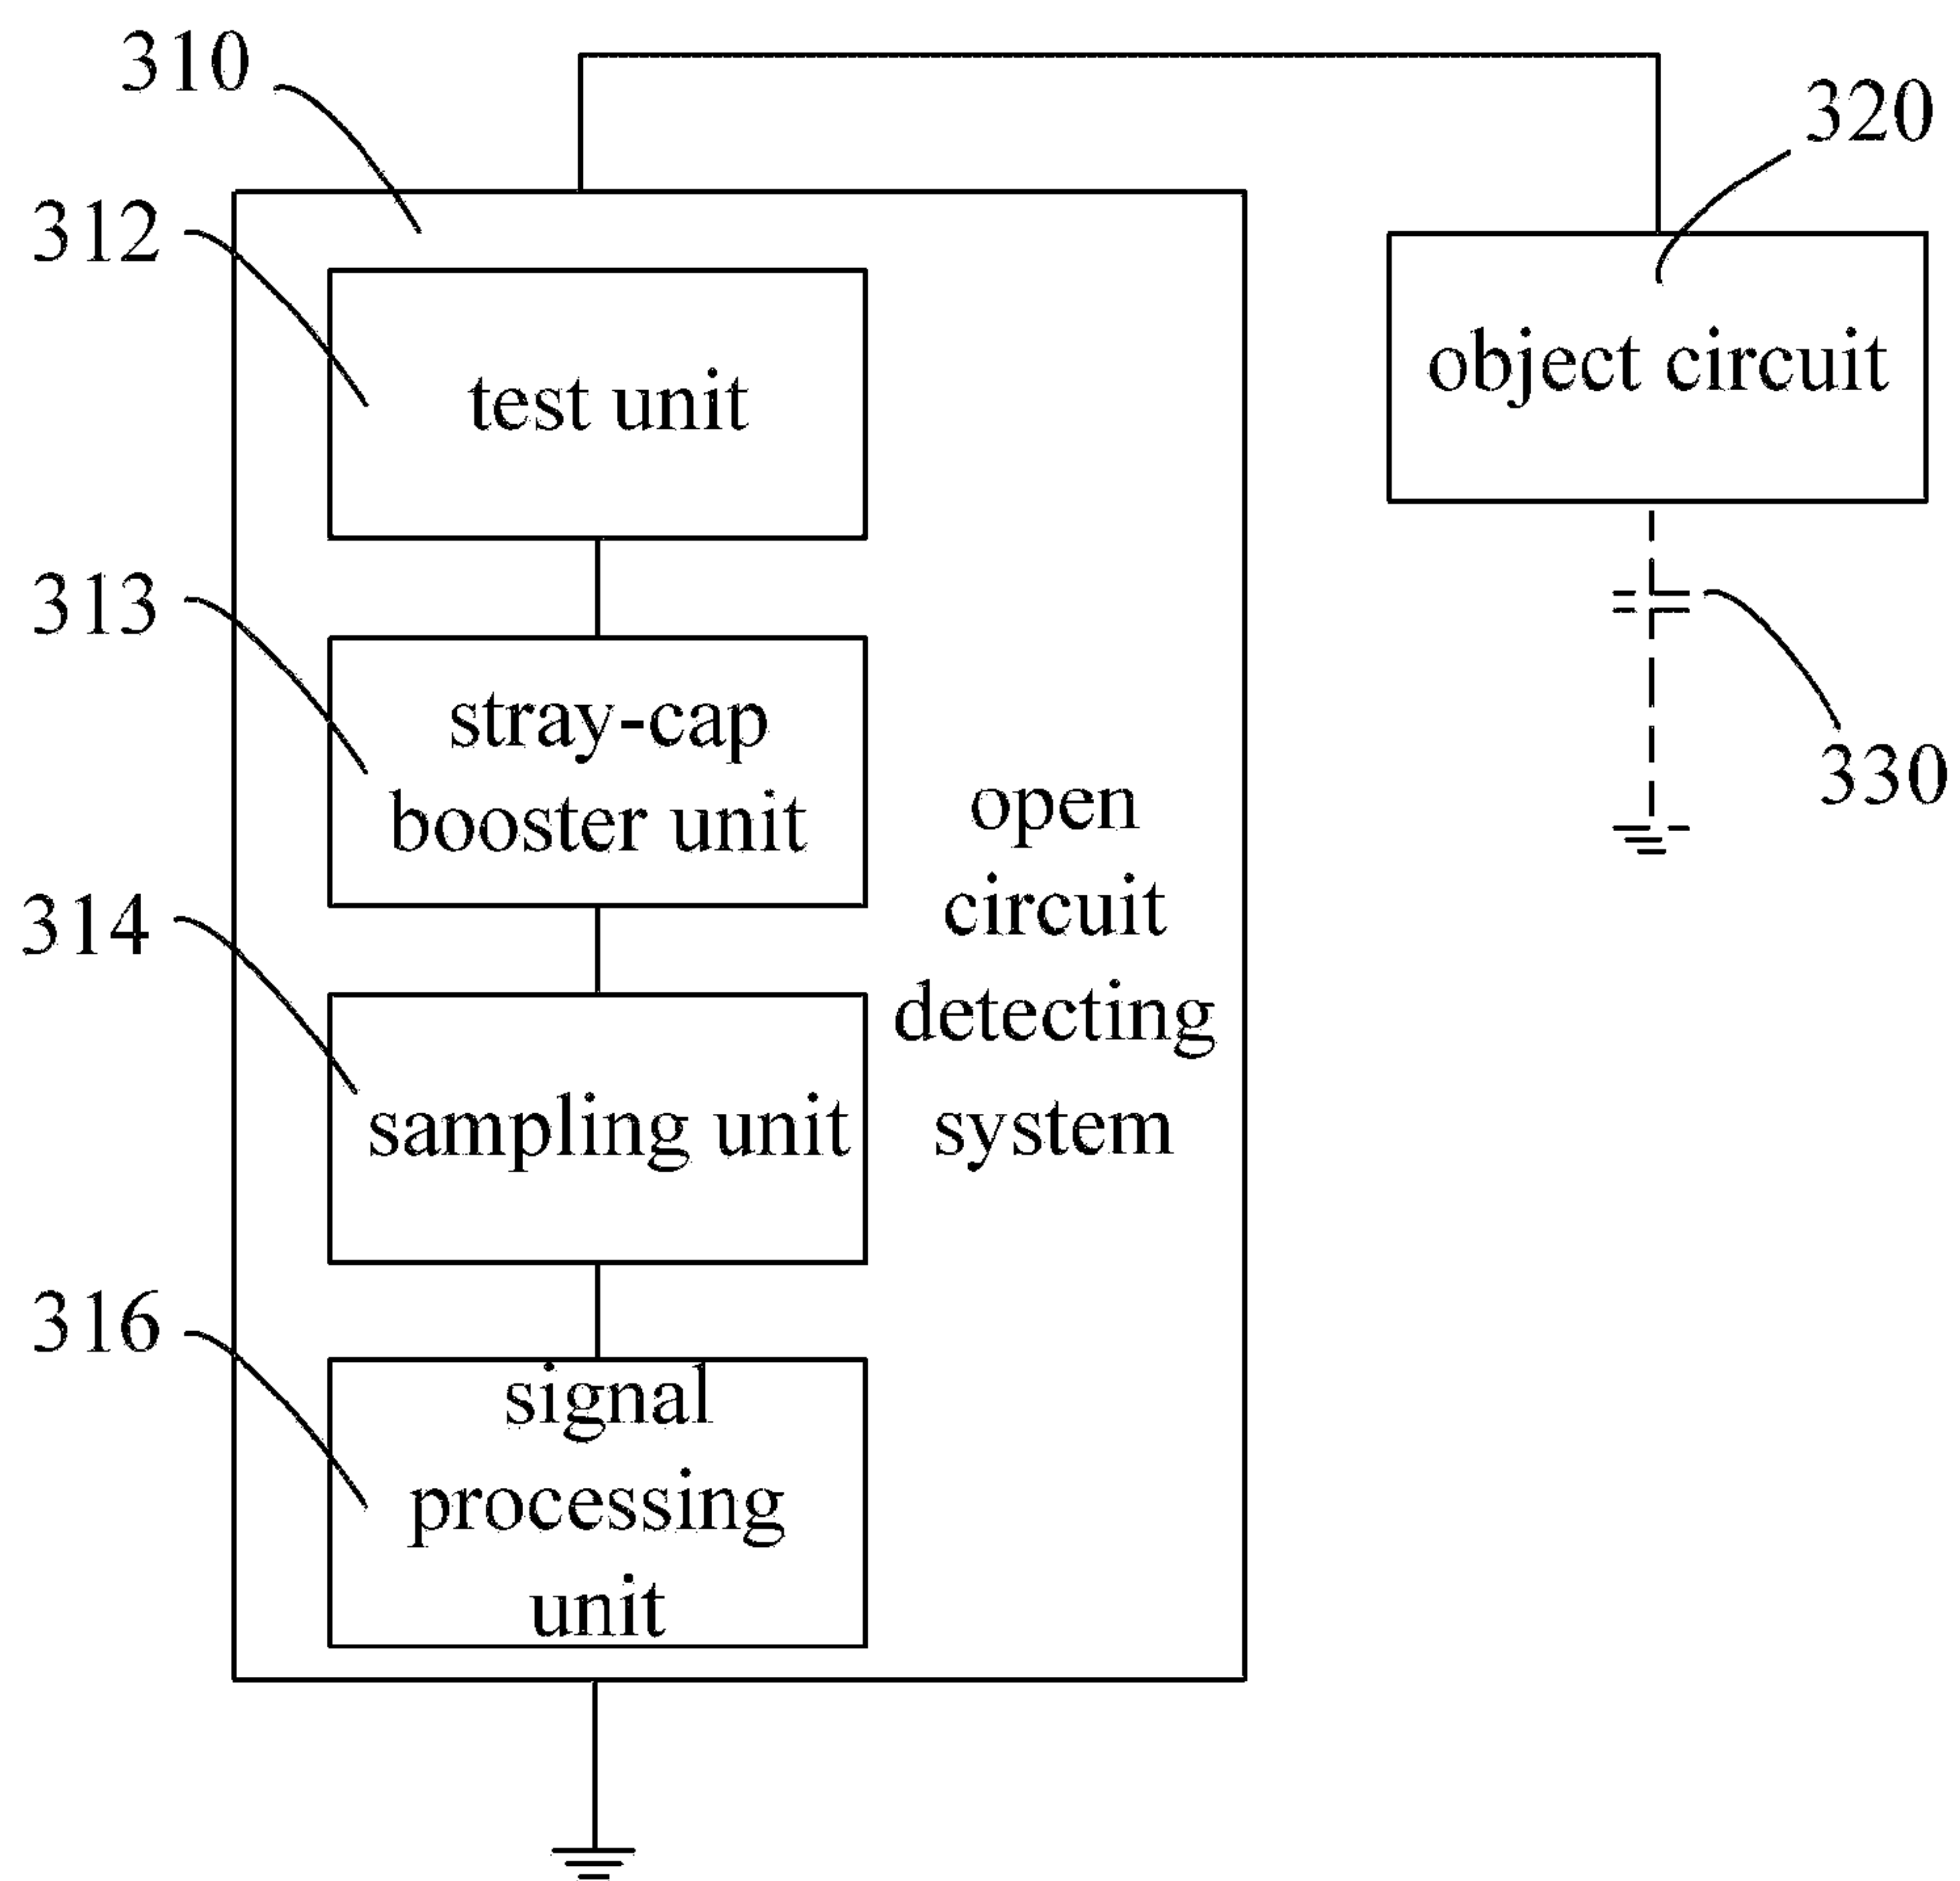 310
320
312
test unit
object circuit
313
stray-cap
booster unit
330
open
circuit
detecting
system
314
sampling unit
316
signal
processing
unit